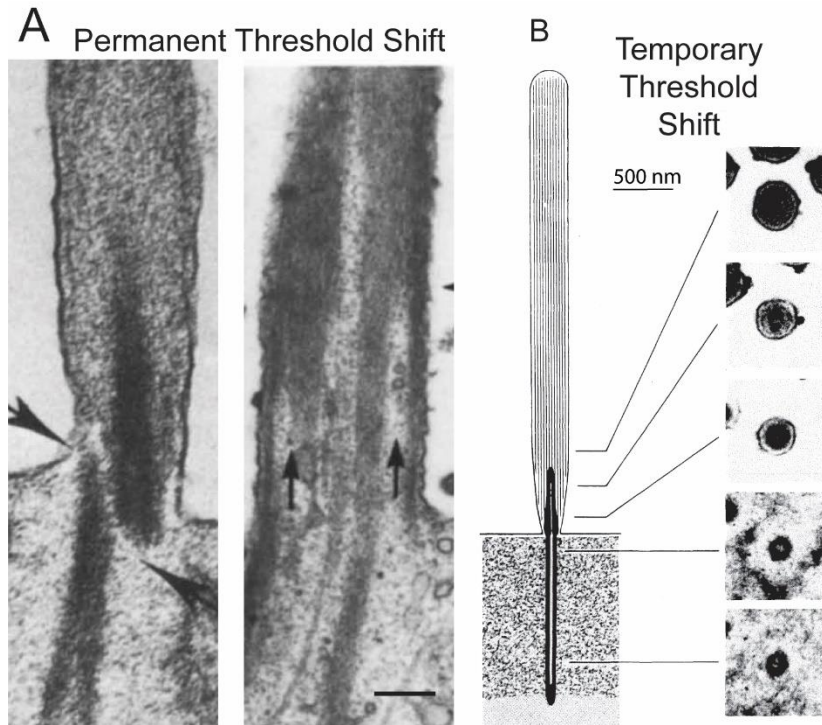 A
Permanent Threshold Shift
B
Temporary
Threshold
Shift
500 nm